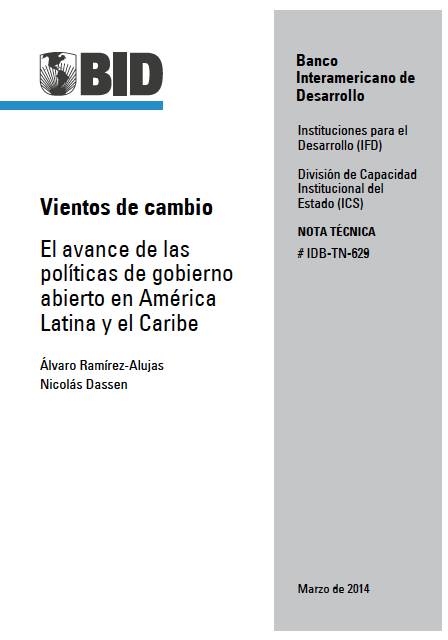 BID
Vientos de cambio
El avance de las
políticas de gobierno
abierto en América
Latina y el Caribe
Álvaro Ramírez-Alujas
Nicolás Dassen
Banco
Interamericano de
Desarrollo
Instituciones para el
Desarrollo (IFD)
División de Capacidad
Institucional del
Estado (ICS)
NOTA TÉCNICA
# IDB-TN-629
Marzo de 2014